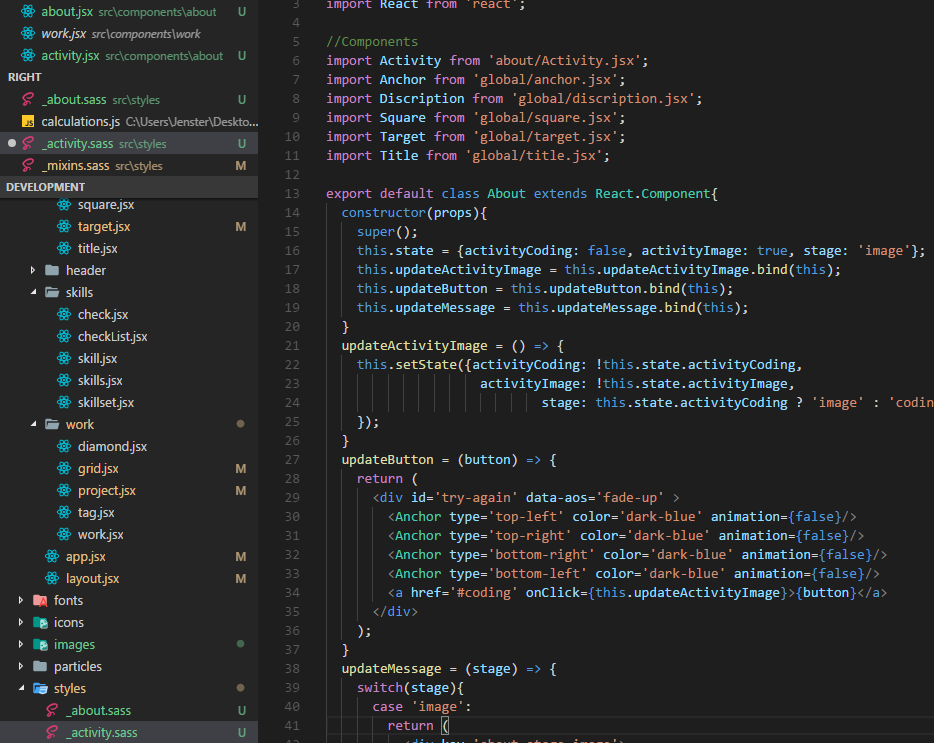 about.jsx src\components\about U
work.jsx src\components\work
activity.jsx src\components\about U
RIGHT
_about.sass src\styles U
JS calculations.js C:\Users\Jenster\Deskto...
_activity.sass src\styles U
_mixins.sass src\styles M
DEVELOPMENT
square.jsx
target.jsx M
title.jsx
header
skills
check.jsx
checkList.jsx
skill.jsx
skills.jsx
skillset.jsx
work
diamond.jsx
grid.jsx M
project.jsx M
tag.jsx
work.jsx
app.jsx M
layout.jsx M
fonts
icons
images
particles
styles
_about.sass U
_activity.sass U
3 import React from 'react';
4
5 //Components
6 import Activity from 'about/Activity.jsx';
7 import Anchor from 'global/anchor.jsx';
8 import Discription from 'global/discription.jsx';
9 import Square from 'global/square.jsx';
10 import Target from 'global/target.jsx';
11 import Title from 'global/title.jsx';
12
13 export default class About extends React.Component{
14 constructor(props){
15 super();
16 this.state = {activityCoding: false, activityImage: true, stage: 'image'};
17 this.updateActivityImage = this.updateActivityImage.bind(this);
18 this.updateButton = this.updateButton.bind(this);
19 this.updateMessage = this.updateMessage.bind(this);
20 }
21 updateActivityImage = () => {
22 this.setState({activityCoding: !this.state.activityCoding,
23 activityImage: !this.state.activityImage,
24 stage: this.state.activityCoding ? 'image' : 'codin
25 });
26 }
27 updateButton = (button) => {
28 return (
29 <div id='try-again' data-aos='fade-up' >
30 <Anchor type='top-left' color='dark-blue' animation={false}/>
31 <Anchor type='top-right' color='dark-blue' animation={false}/>
32 <Anchor type='bottom-right' color='dark-blue' animation={false}/>
33 <Anchor type='bottom-left' color='dark-blue' animation={false}/>
34 <a href='#coding' onClick={this.updateActivityImage}>{button}</a>
35 </div>
36 );
37 }
38 updateMessage = (stage) => {
39 switch(stage){
40 case 'image':
41 return (